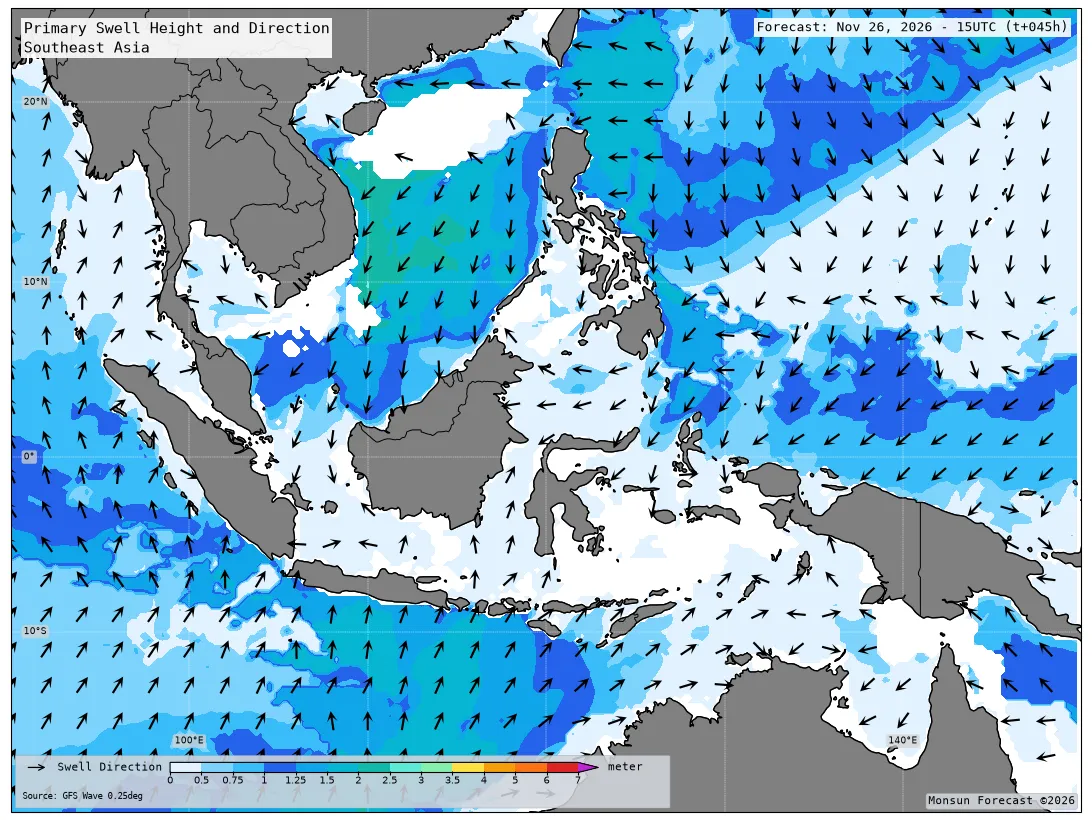 Primary Swell Height and Direction
Southeast Asia
Forecast: Nov 26, 2026 - 15UTC (t+045h)
20°N
10°N
0°
10°S
100°E
140°E
Swell Direction
0 0.5 0.75 1 1.25 1.5 2 2.5 3 3.5 4 5 6 7
meter
Source: GFS Wave 0.25deg
Monsun Forecast ©2026